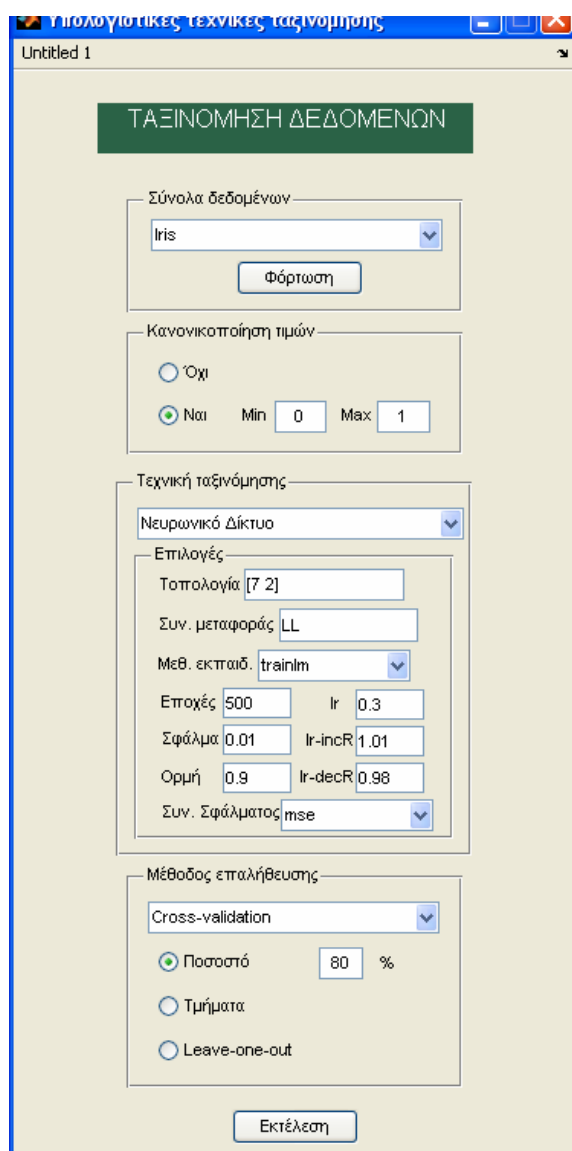 Υπολογιστικές τεχνικές ταξινόμησης
Untitled 1
ΤΑΞΙΝΟΜΗΣΗ ΔΕΔΟΜΕΝΩΝ
Σύνολα δεδομένων
Iris
Φόρτωση
Κανονικοποίηση τιμών
Όχι
Ναι Min 0 Max 1
Τεχνική ταξινόμησης
Νευρωνικό Δίκτυο
Επιλογές
Τοπολογία [7 2]
Συν. μεταφοράς LL
Μεθ. εκπαιδ. trainlm
Εποχές 500 lr 0.3
Σφάλμα 0.01 lr-incR 1.01
Ορμή 0.9 lr-decR 0.98
Συν. Σφάλματος mse
Μέθοδος επαλήθευσης
Cross-validation
Ποσοστό 80 %
Τμήματα
Leave-one-out
Εκτέλεση